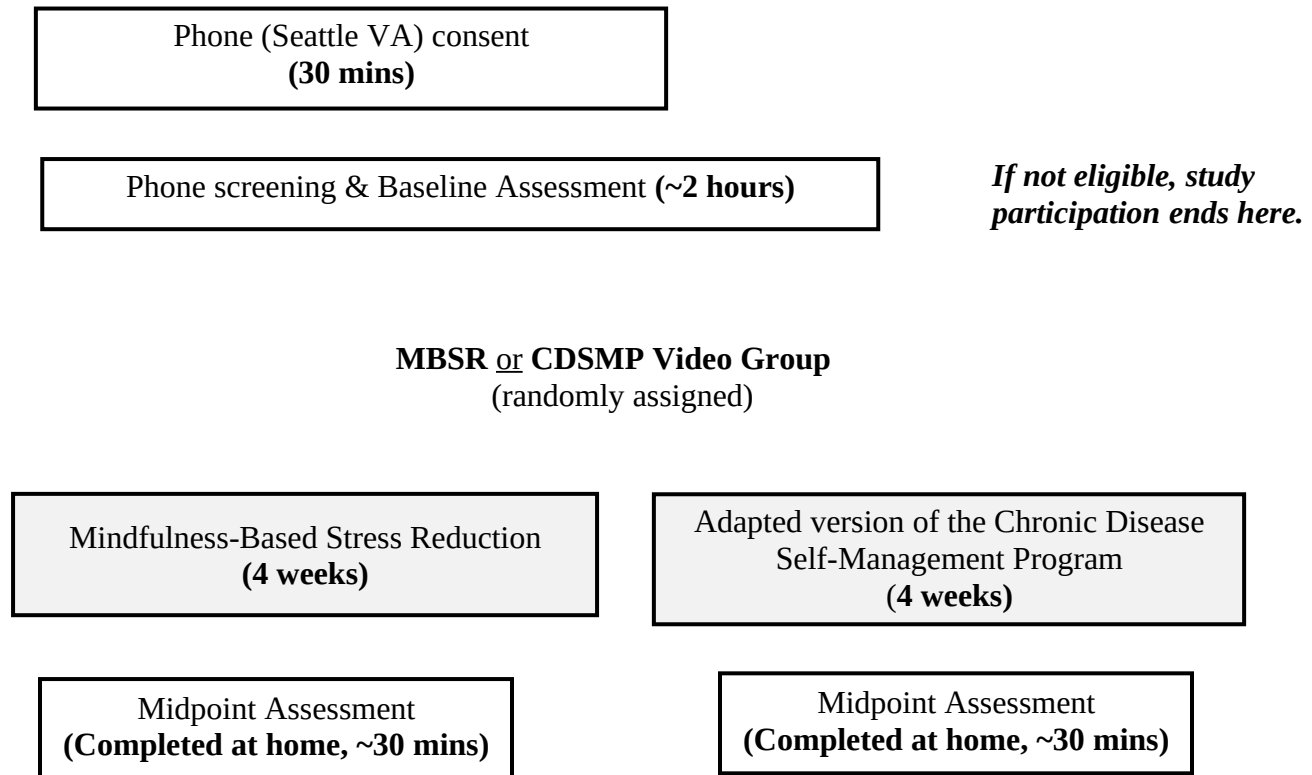 Phone (Seattle VA) consent
(30 mins)
Phone screening & Baseline Assessment (~2 hours)
If not eligible, study
participation ends here.
MBSR or CDSMP Video Group
(randomly assigned)
Mindfulness-Based Stress Reduction
(4 weeks)
Adapted version of the Chronic Disease
Self-Management Program
(4 weeks)
Midpoint Assessment
(Completed at home, ~30 mins)
Midpoint Assessment
(Completed at home, ~30 mins)